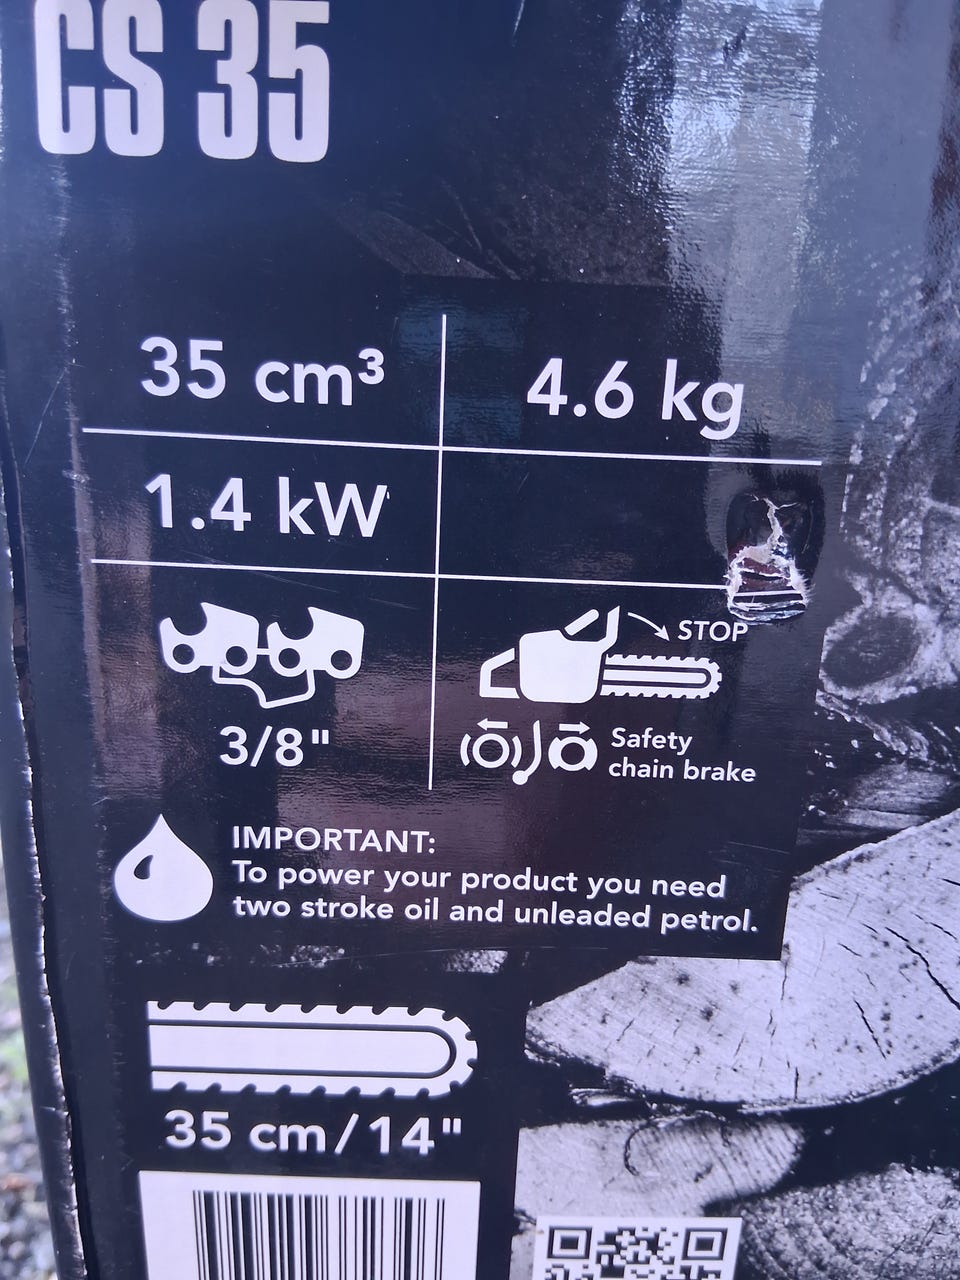 CS 35
35 cm³
4.6 kg
1.4 kW
STOP
3/8"
Safety
chain brake
IMPORTANT:
To power your product you need
two stroke oil and unleaded petrol.
35 cm/14"